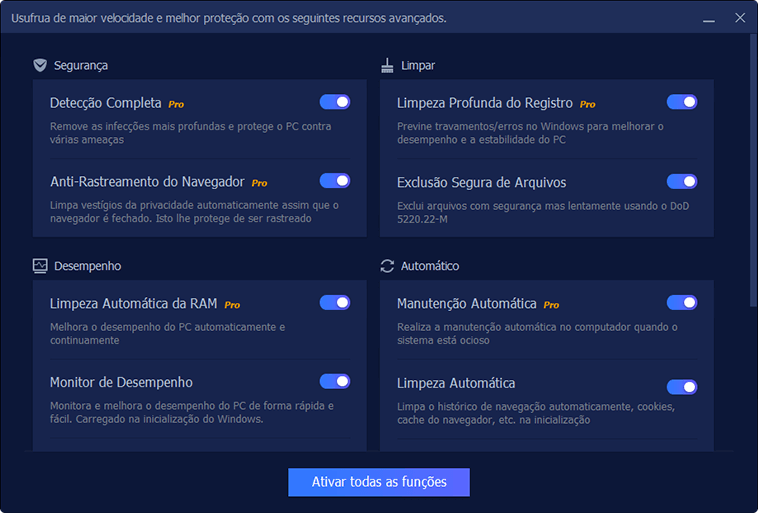 Usufrua de maior velocidade e melhor proteção com os seguintes recursos avançados.
Segurança
Detecção Completa Pro
Remove as infecções mais profundas e protege o PC contra
várias ameaças
Anti-Rastreamento do Navegador Pro
Limpa vestígios da privacidade automaticamente assim que o
navegador é fechado. Isto lhe protege de ser rastreado
Limpar
Limpeza Profunda do Registro Pro
Previne travamentos/erros no Windows para melhorar o
desempenho e a estabilidade do PC
Exclusão Segura de Arquivos
Exclui arquivos com segurança mas lentamente usando o DoD
5220.22-M
Desempenho
Limpeza Automática da RAM Pro
Melhora o desempenho do PC automaticamente e
continuamente
Monitor de Desempenho
Monitora e melhora o desempenho do PC de forma rápida e
fácil. Carregado na inicialização do Windows.
Automático
Manutenção Automática Pro
Realiza a manutenção automática no computador quando o
sistema está ocioso
Limpeza Automática
Limpa o histórico de navegação automaticamente, cookies,
cache do navegador, etc. na inicialização
Ativar todas as funções